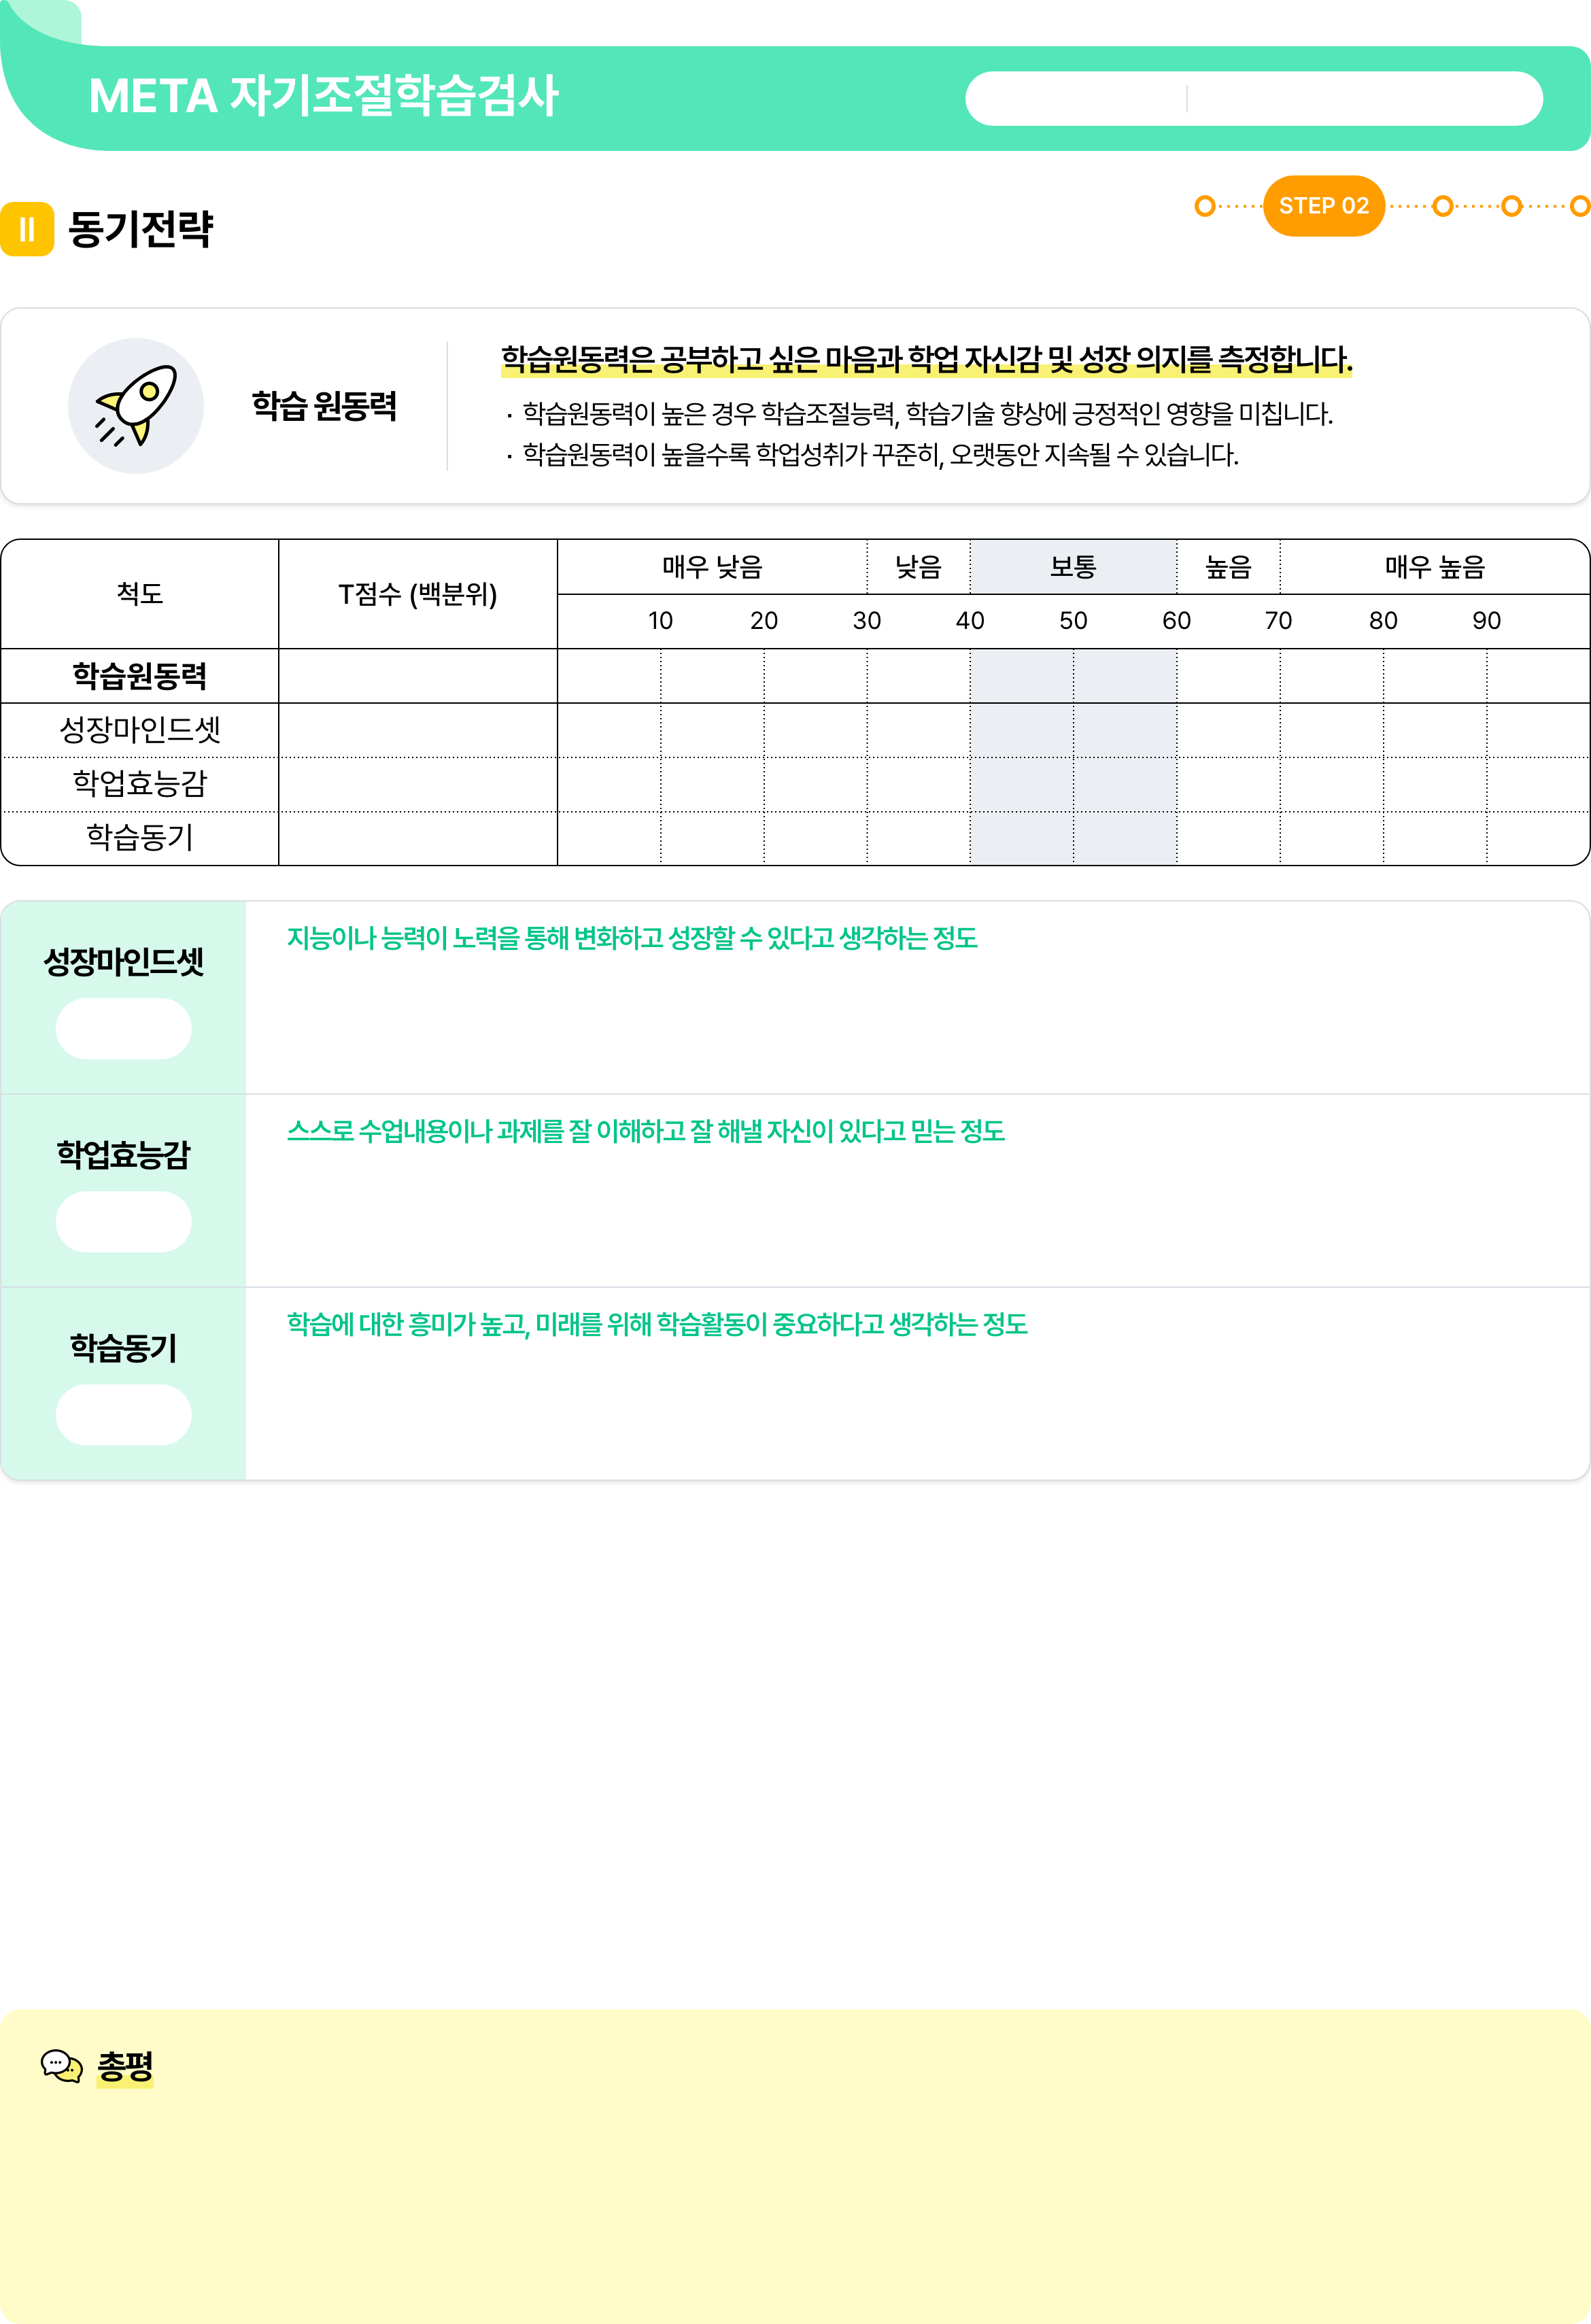 META 자기조절학습검사
STEP 02
II 동기전략
학습원동력은 공부하고 싶은 마음과 학업 자신감 및 성장 의지를 측정합니다.
학습 원동력
· 학습원동력이 높은 경우 학습조절능력, 학습기술 향상에 긍정적인 영향을 미칩니다.
· 학습원동력이 높을수록 학업성취가 꾸준히, 오랫동안 지속될 수 있습니다.
척도 T점수 (백분위) 매우 낮음 낮음 보통 높음 매우 높음
10 20 30 40 50 60 70 80 90
학습원동력
성장마인드셋
학업효능감
학습동기
지능이나 능력이 노력을 통해 변화하고 성장할 수 있다고 생각하는 정도
성장마인드셋
스스로 수업내용이나 과제를 잘 이해하고 잘 해낼 자신이 있다고 믿는 정도
학업효능감
학습에 대한 흥미가 높고, 미래를 위해 학습활동이 중요하다고 생각하는 정도
학습동기
총평